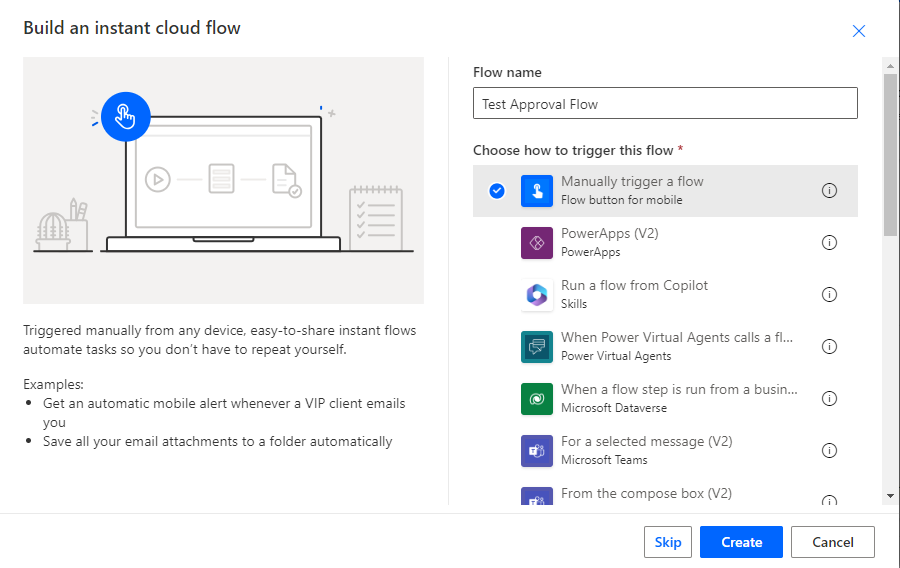 Build an instant cloud flow
Triggered manually from any device, easy-to-share instant flows
automate tasks so you don’t have to repeat yourself.
Examples:
• Get an automatic mobile alert whenever a VIP client emails
you
• Save all your email attachments to a folder automatically
Flow name
Test Approval Flow
Choose how to trigger this flow *
Manually trigger a flow
Flow button for mobile
PowerApps (V2)
PowerApps
Run a flow from Copilot
Skills
When Power Virtual Agents calls a fl...
Power Virtual Agents
When a flow step is run from a busin...
Microsoft Dataverse
For a selected message (V2)
Microsoft Teams
From the compose box (V2)
Skip
Create
Cancel